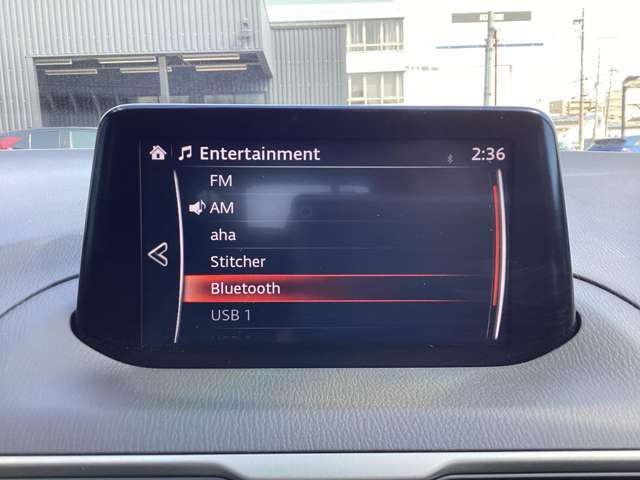 Entertainment 2:36
FM
AM
aha
Stitcher
Bluetooth
USB 1